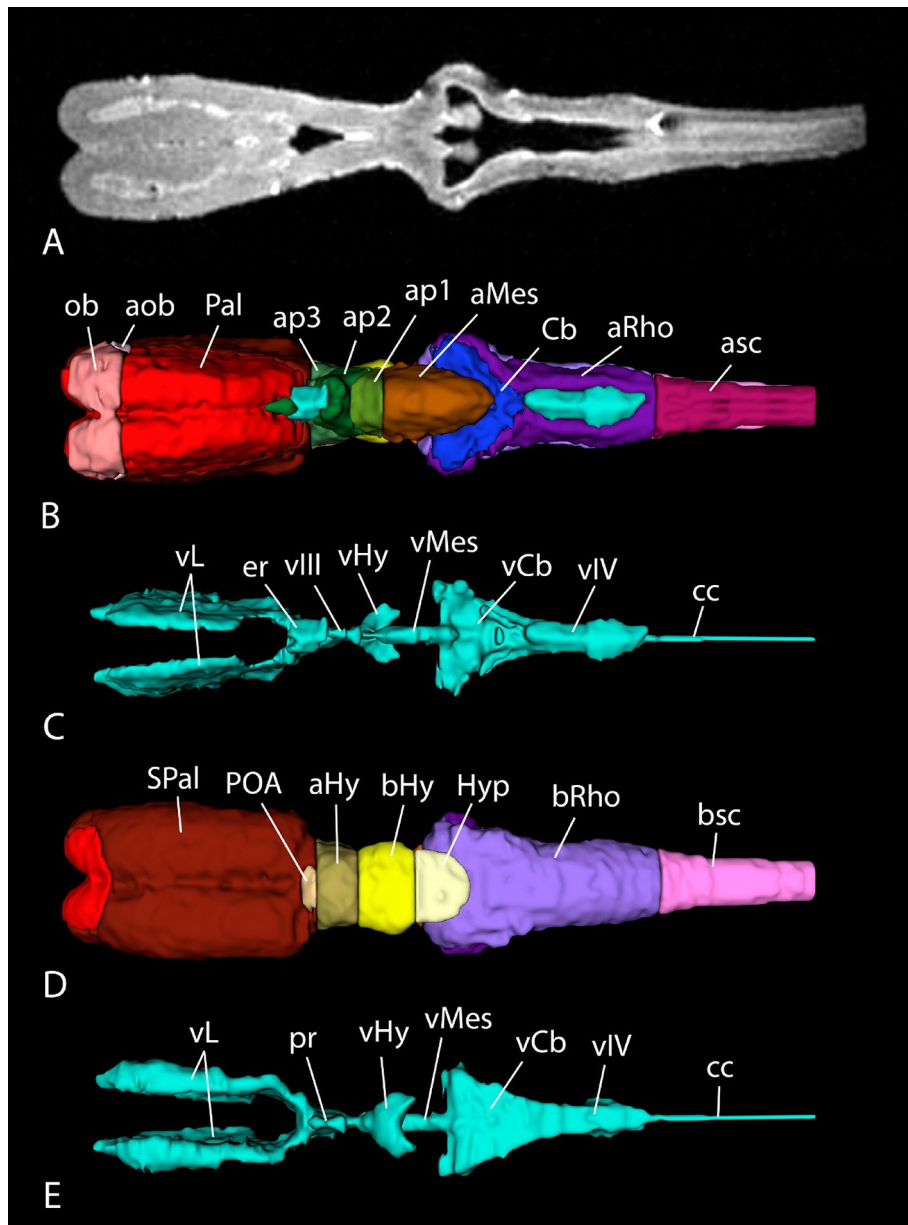 A
ob aob Pal ap3 ap2 ap1 aMes Cb aRho asc
B
vL er vIII vHy vMes vCb vIV cc
C
SPal POA aHy bHy Hyp bRho bsc
D
vL pr vHy vMes vCb vIV cc
E